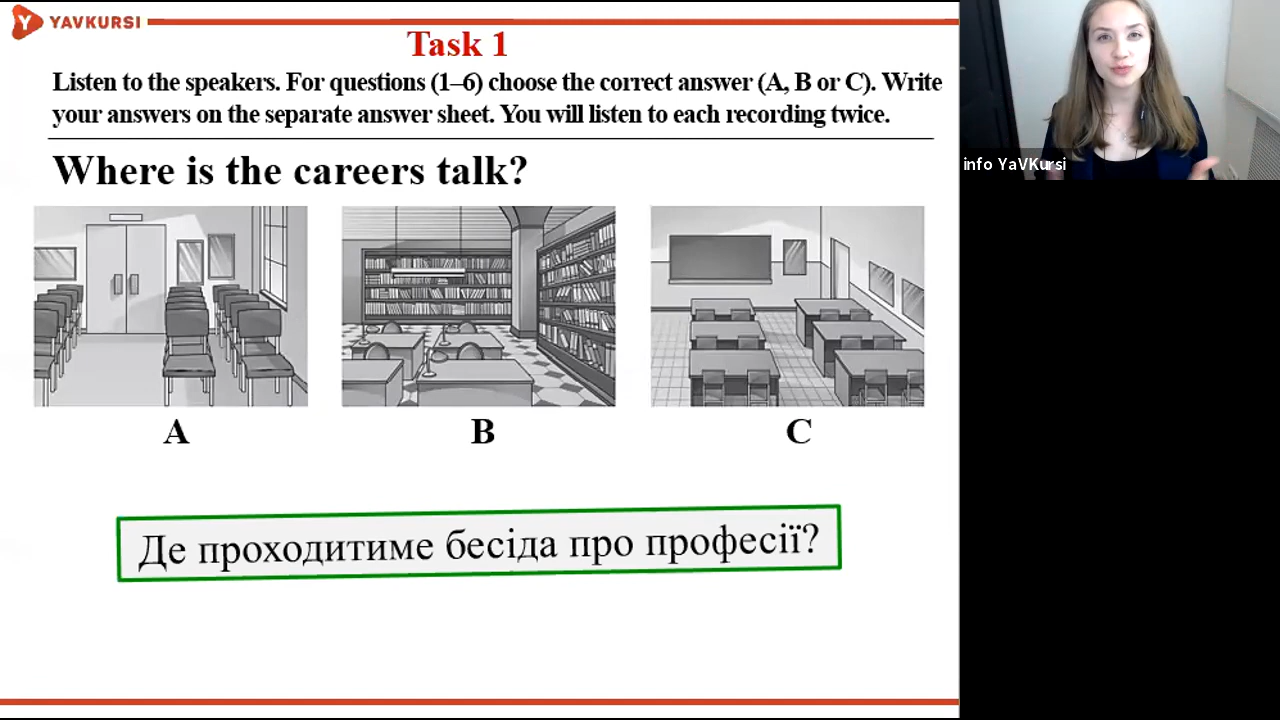 YAVKURSI
Task 1
Listen to the speakers. For questions (1–6) choose the correct answer (A, B or C). Write
your answers on the separate answer sheet. You will listen to each recording twice.
Where is the careers talk?
A
B
C
Де проходитиме бесіда про професії?
info YaVKursi